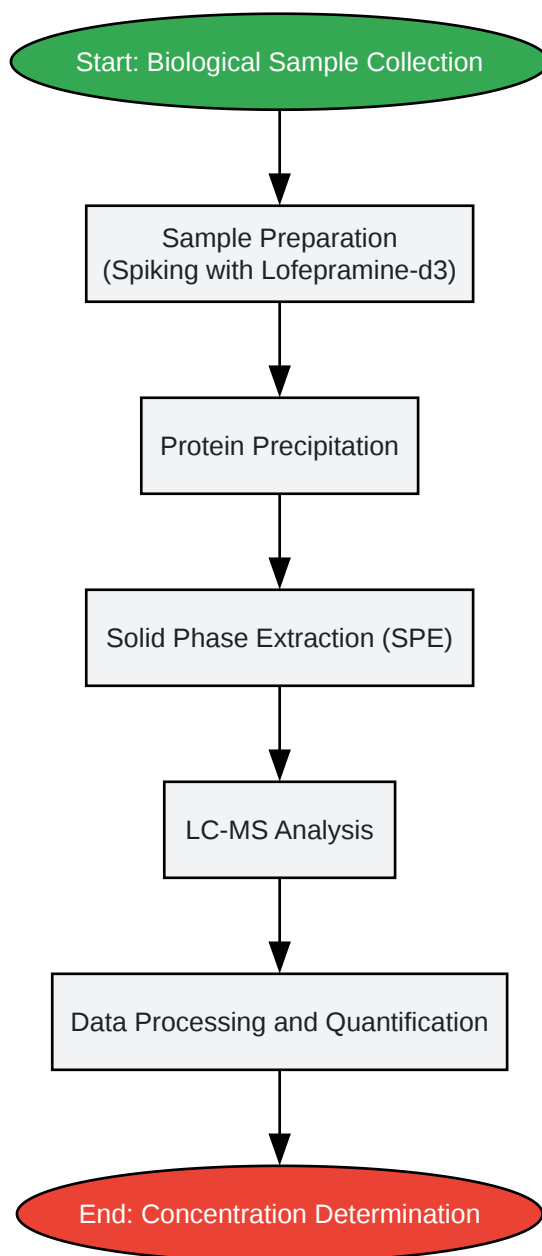 Start: Biological Sample Collection
Sample Preparation
(Spiking with Lofepramine-d3)
Protein Precipitation
Solid Phase Extraction (SPE)
LC-MS Analysis
Data Processing and Quantification
End: Concentration Determination